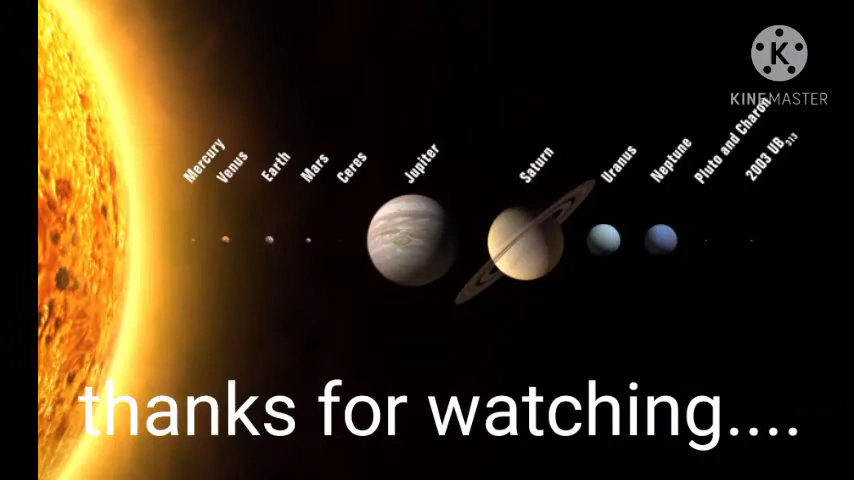 KINEMASTER
Mercury
Venus
Earth
Mars
Ceres
Jupiter
Saturn
Uranus
Neptune
Pluto and Charon
2003 UB313
thanks for watching....